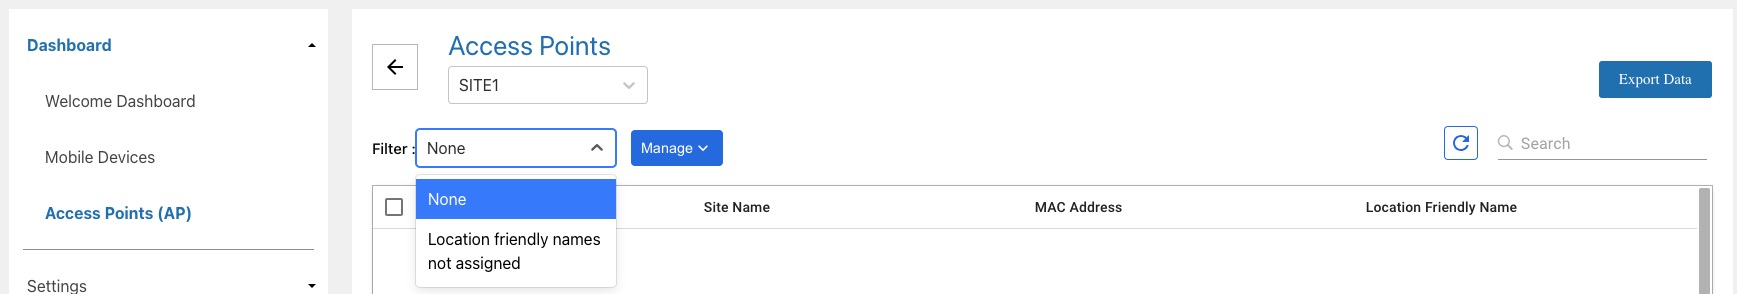 Dashboard
Welcome Dashboard
Mobile Devices
Access Points (AP)
Settings
Access Points
SITE1
Export Data
Filter :
None
Manage
Search
None
Location friendly names
not assigned
Site Name
MAC Address
Location Friendly Name